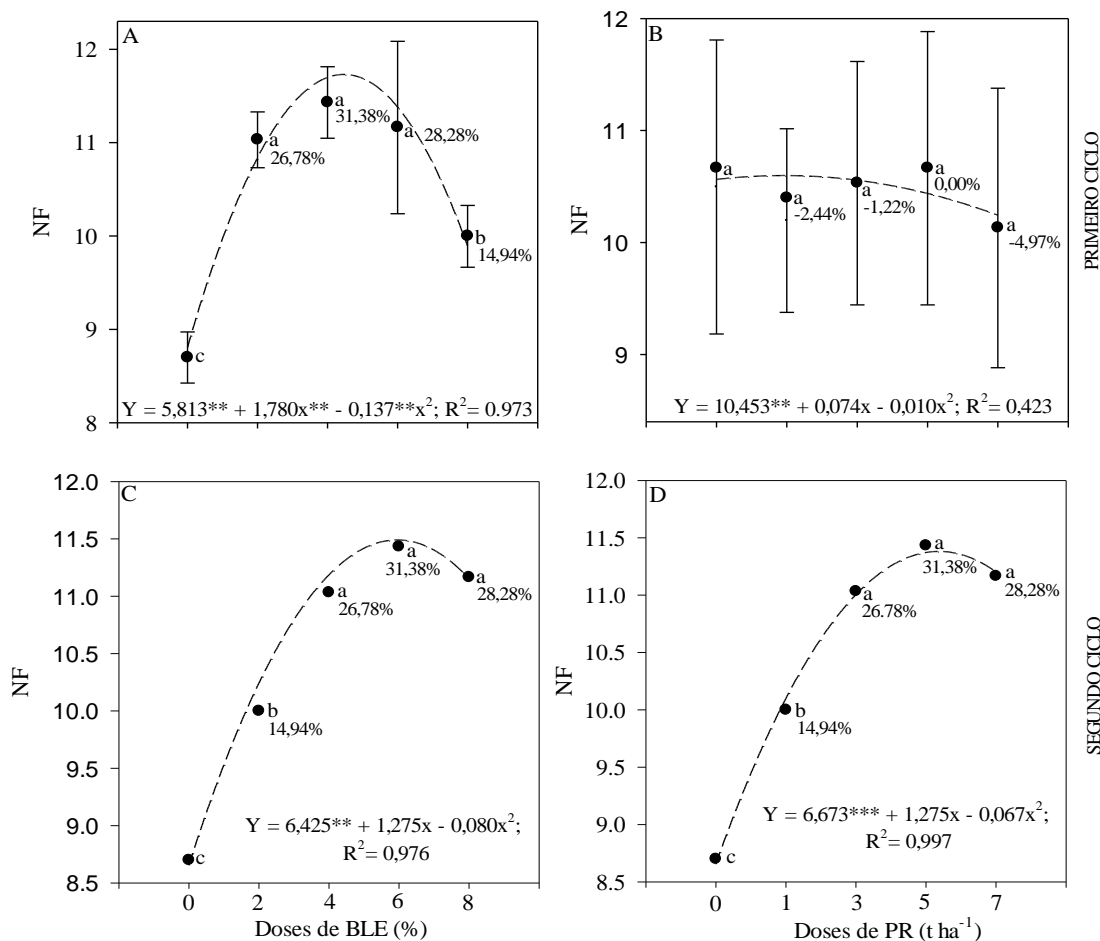 A
12
11
10
9
8
NF
a
26,78%
a
31,38%
a
28,28%
b
14,94%
c
Y = 5,813** + 1,780x** - 0,137**x²; R² = 0.973
B
12
11
10
9
NF
a
a
-2,44%
a
-1,22%
a
0,00%
a
-4,97%
Y = 10,453** + 0,074x - 0,010x²; R² = 0,423
PRIMEIRO CICLO
C
12.0
11.5
11.0
10.5
10.0
9.5
9.0
8.5
NF
c
b
14,94%
a
26,78%
a
31,38%
a
28,28%
Y = 6,425** + 1,275x - 0,080x²;
R² = 0,976
0 2 4 6 8
Doses de BLE (%)
D
12.0
11.5
11.0
10.5
10.0
9.5
9.0
8.5
NF
c
b
14,94%
a
26.78%
a
31,38%
a
28,28%
Y = 6,673*** + 1,275x - 0,067x²;
R² = 0,997
0 1 3 5 7
Doses de PR (t ha⁻¹)
SEGUNDO CICLO